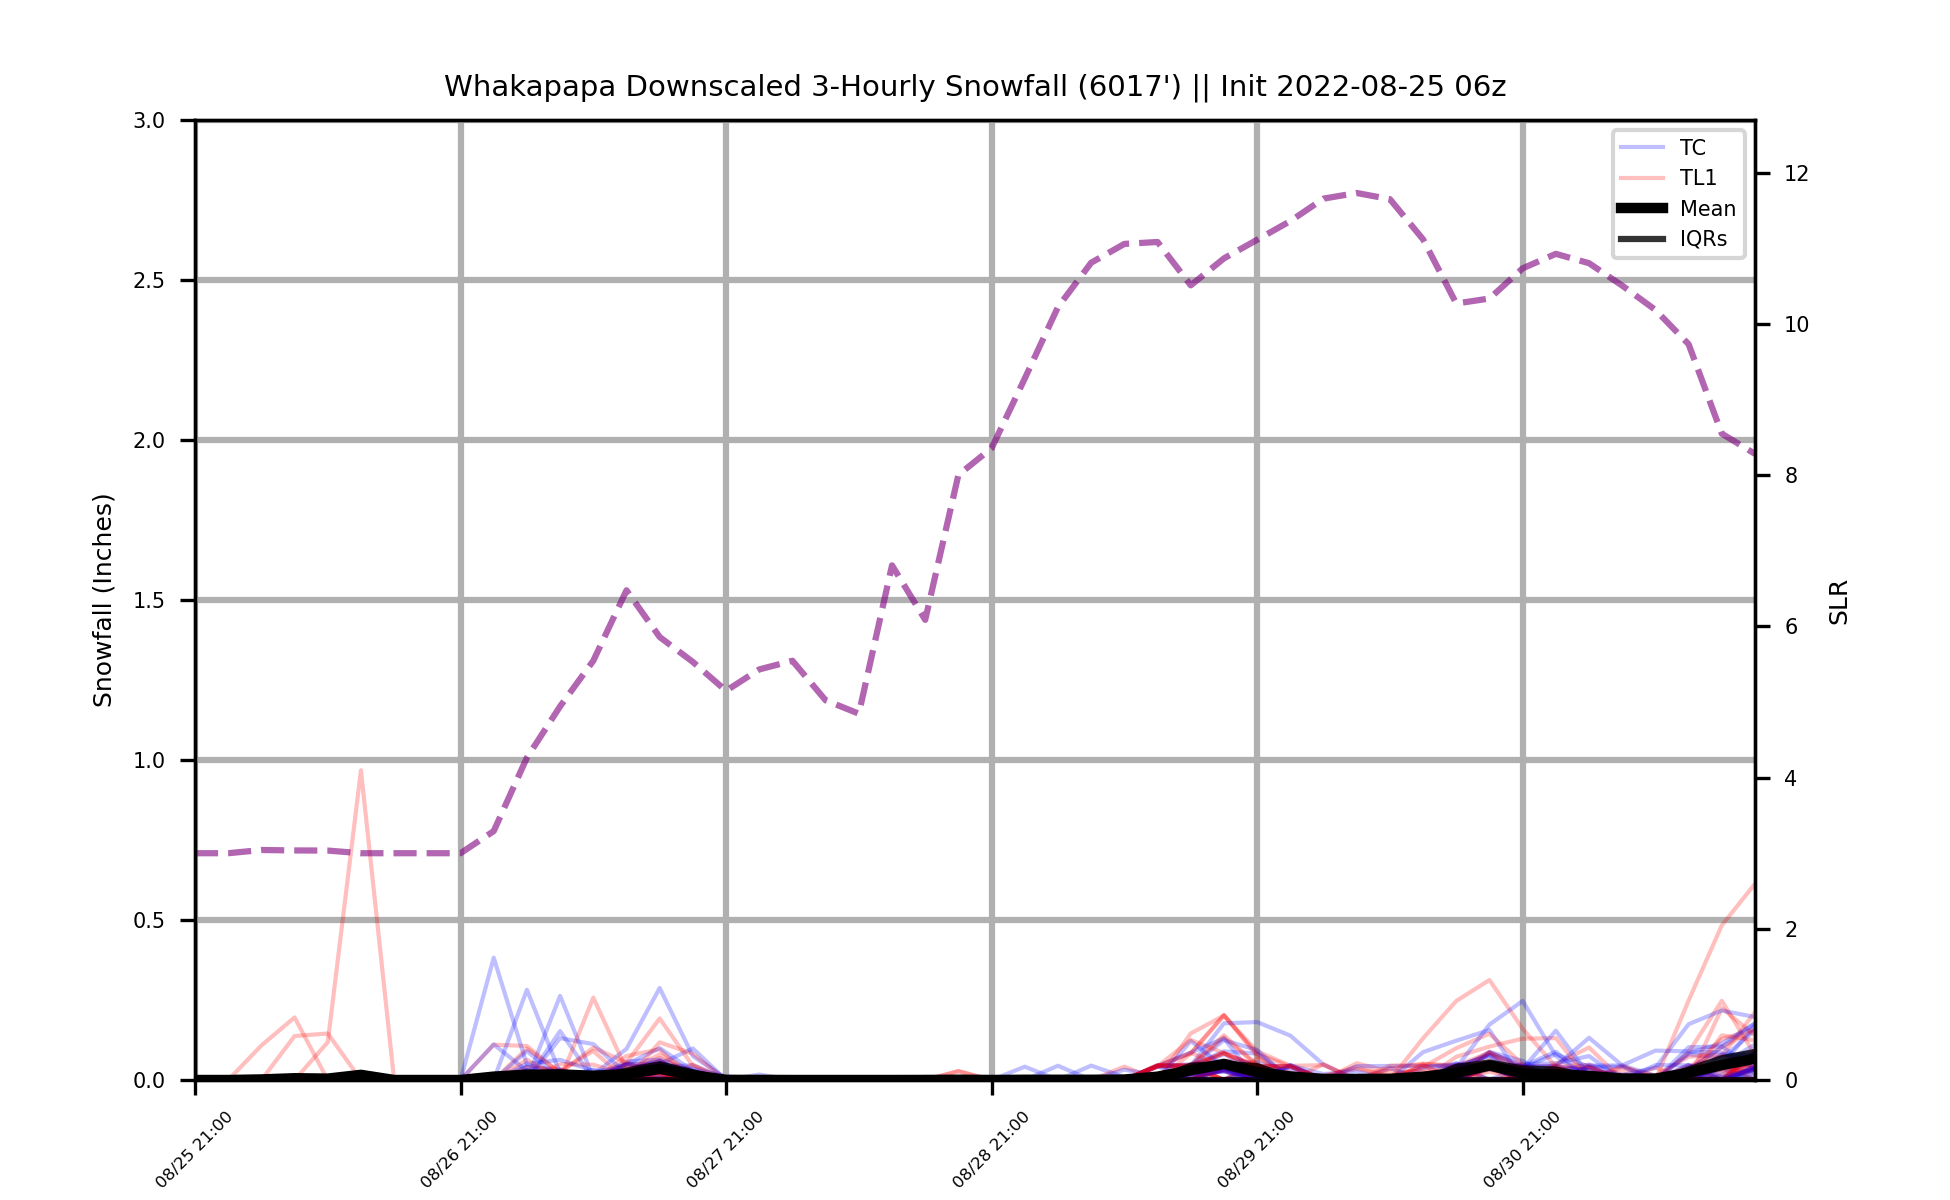 Whakapapa Downscaled 3-Hourly Snowfall (6017') || Init 2022-08-25 06z
TC
TL1
Mean
IQRs
Snowfall (Inches)
3.0
2.5
2.0
1.5
1.0
0.5
0.0
12
10
8
6
4
2
0
SLR
08/25 21:00
08/26 21:00
08/27 21:00
08/28 21:00
08/29 21:00
08/30 21:00